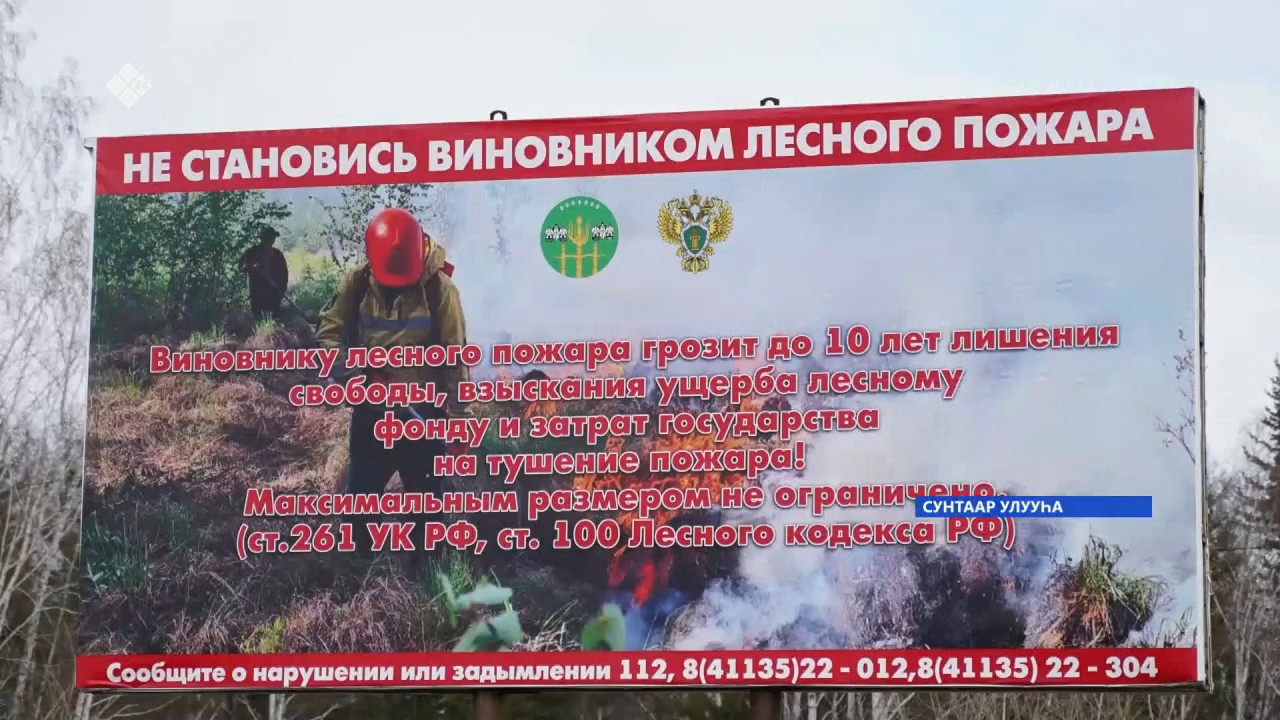 НЕ СТАНОВИСЬ ВИНОВНИКОМ ЛЕСНОГО ПОЖАРА
Виновнику лесного пожара грозит до 10 лет лишения
свободы, взыскания ущерба лесному
фонду и затрат государства
на тушение пожара!
Максимальным размером не ограничено.
СУНТААР УЛУУҺА
(ст.261 УК РФ, ст. 100 Лесного кодекса РФ)
Сообщите о нарушении или задымлении 112, 8(41135)22 - 012,8(41135) 22 - 304